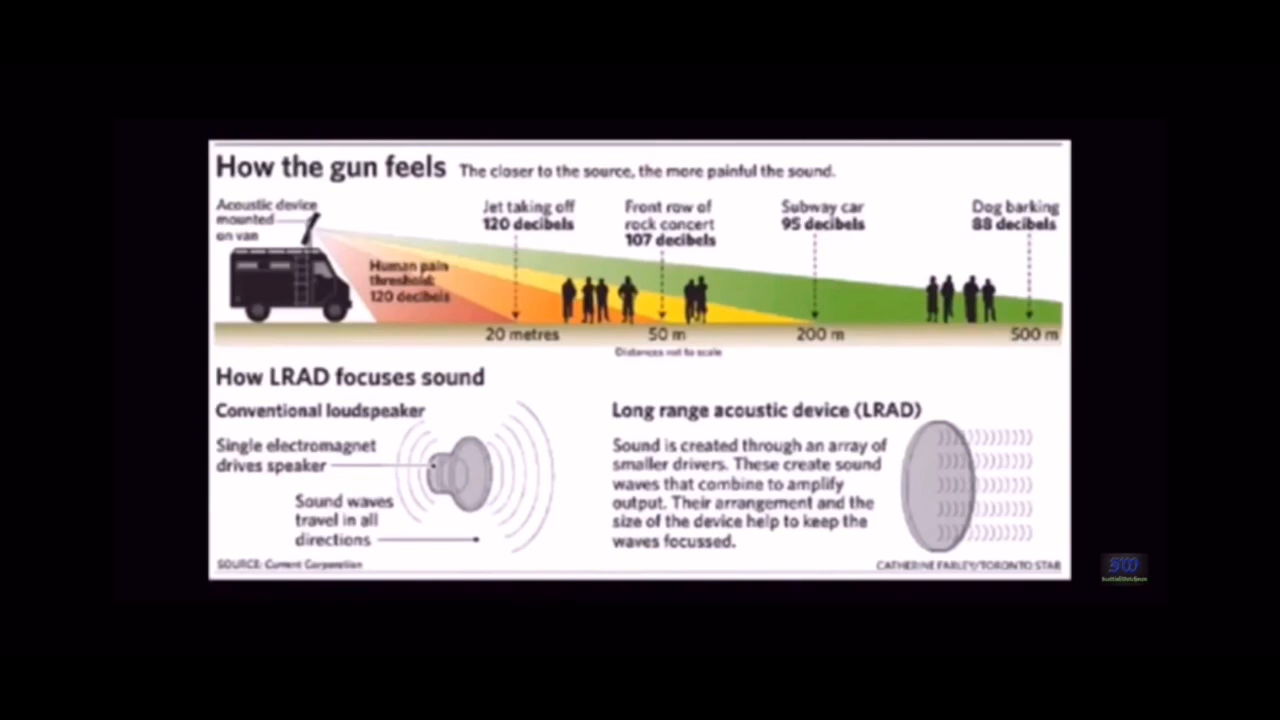 How the gun feels The closer to the source, the more painful the sound.
Acoustic device
mounted
on van
Jet taking off
120 decibels
Front row of
rock concert
107 decibels
Subway car
95 decibels
Dog barking
88 decibels
Human pain
threshold:
120 decibels
20 metres
50 m
200 m
500 m
Distances not to scale
How LRAD focuses sound
Conventional loudspeaker
Single electromagnet
drives speaker
Sound waves
travel in all
directions
Long range acoustic device (LRAD)
Sound is created through an array of
smaller drivers. These create sound
waves that combine to amplify
output. Their arrangement and the
size of the device help to keep the
waves focussed.
SOURCE: Current Corporation
CATHERINE FARLEY/TORONTO STAR